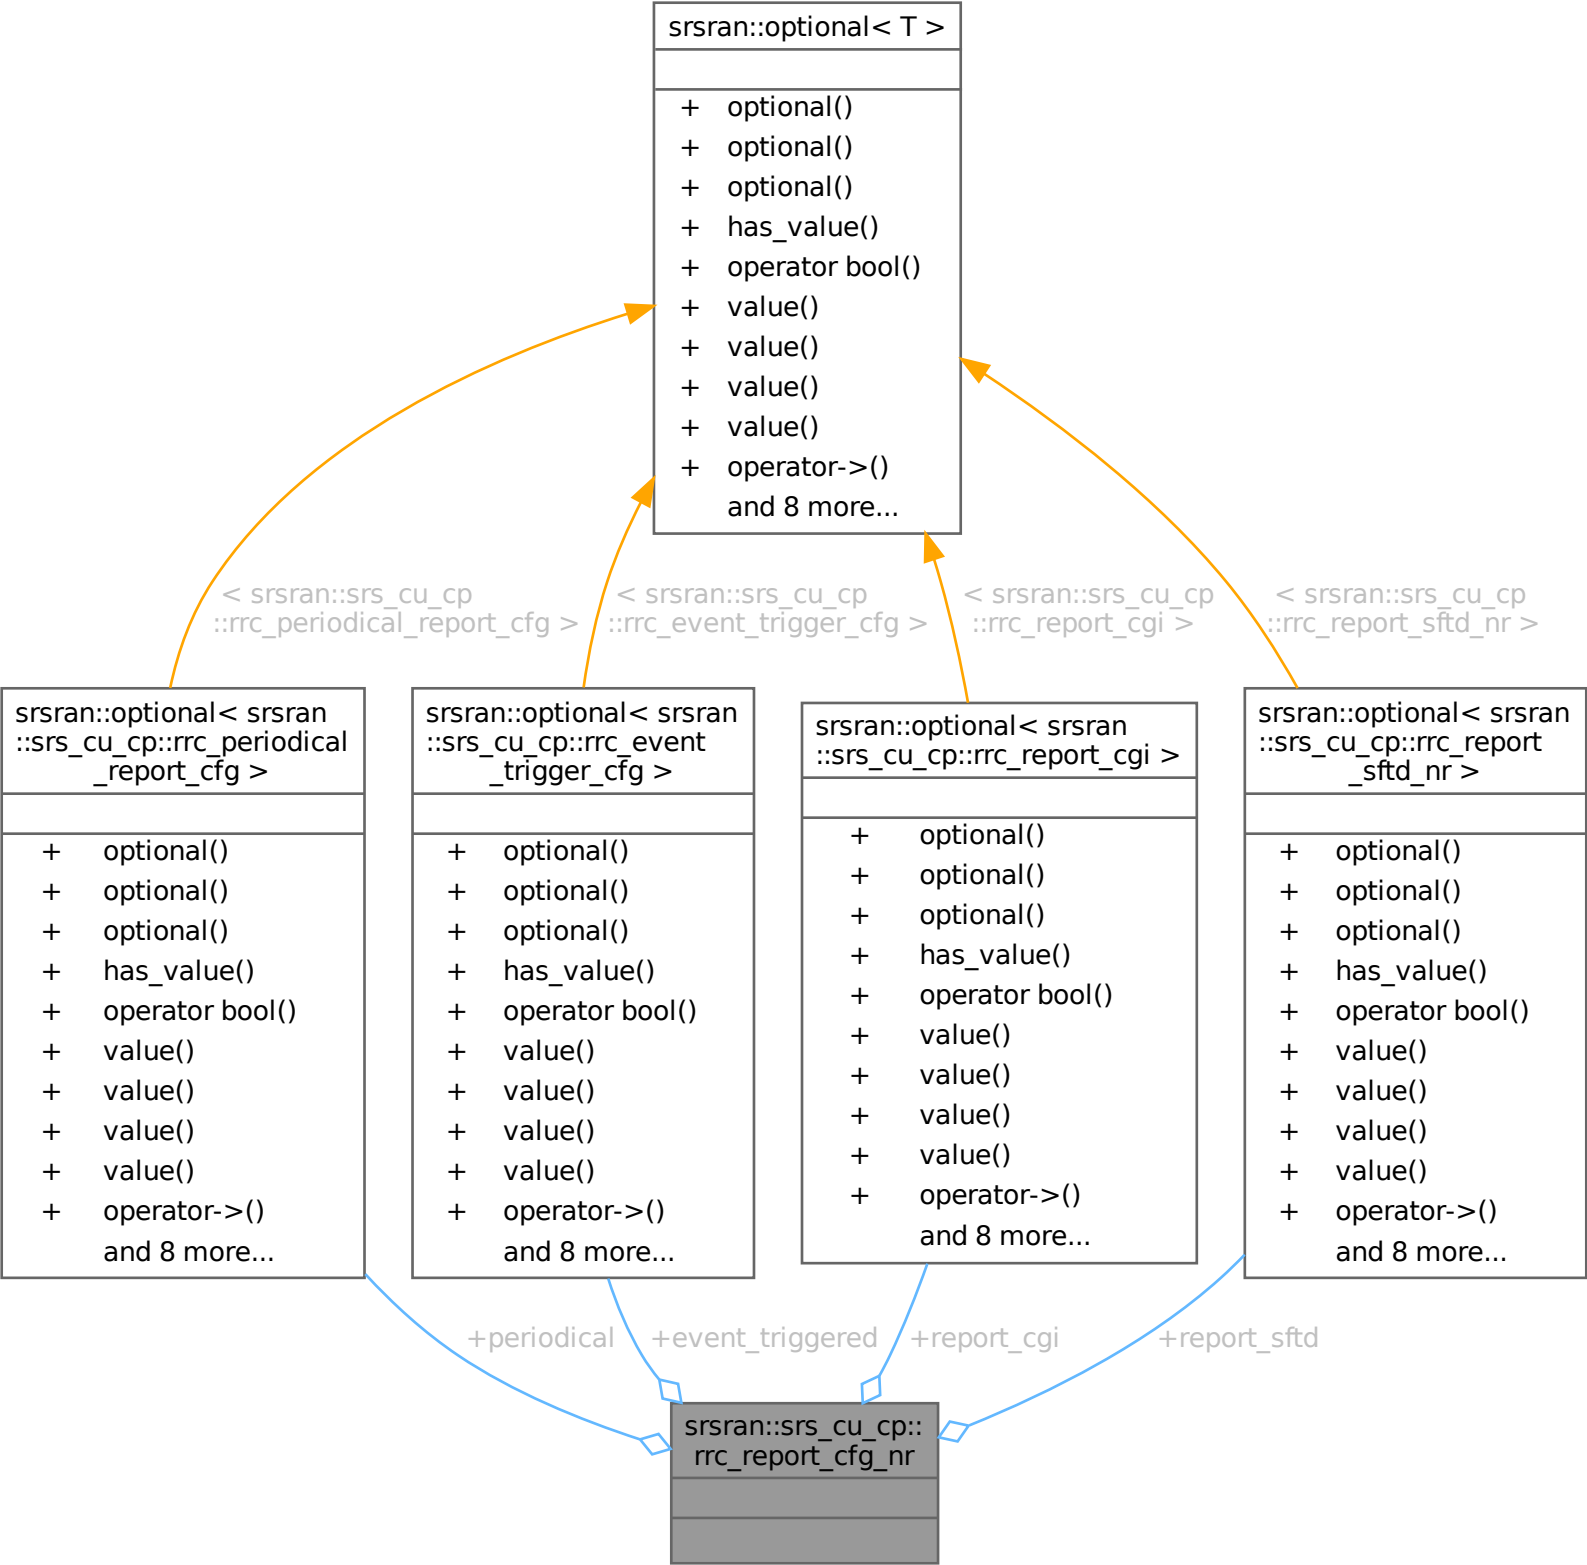 srsran::optional< T >
+ optional()
+ optional()
+ optional()
+ has_value()
+ operator bool()
+ value()
+ value()
+ value()
+ value()
+ operator->()
and 8 more...
< srsran::srs_cu_cp
::rrc_periodical_report_cfg >
< srsran::srs_cu_cp
::rrc_event_trigger_cfg >
< srsran::srs_cu_cp
::rrc_report_cgi >
< srsran::srs_cu_cp
::rrc_report_sftd_nr >
srsran::optional< srsran
::srs_cu_cp::rrc_periodical
_report_cfg >
+ optional()
+ optional()
+ optional()
+ has_value()
+ operator bool()
+ value()
+ value()
+ value()
+ value()
+ operator->()
and 8 more...
srsran::optional< srsran
::srs_cu_cp::rrc_event
_trigger_cfg >
+ optional()
+ optional()
+ optional()
+ has_value()
+ operator bool()
+ value()
+ value()
+ value()
+ value()
+ operator->()
and 8 more...
srsran::optional< srsran
::srs_cu_cp::rrc_report_cgi >
+ optional()
+ optional()
+ optional()
+ has_value()
+ operator bool()
+ value()
+ value()
+ value()
+ value()
+ operator->()
and 8 more...
srsran::optional< srsran
::srs_cu_cp::rrc_report
_sftd_nr >
+ optional()
+ optional()
+ optional()
+ has_value()
+ operator bool()
+ value()
+ value()
+ value()
+ value()
+ operator->()
and 8 more...
+periodical
+event_triggered
+report_cgi
+report_sftd
srsran::srs_cu_cp::
rrc_report_cfg_nr